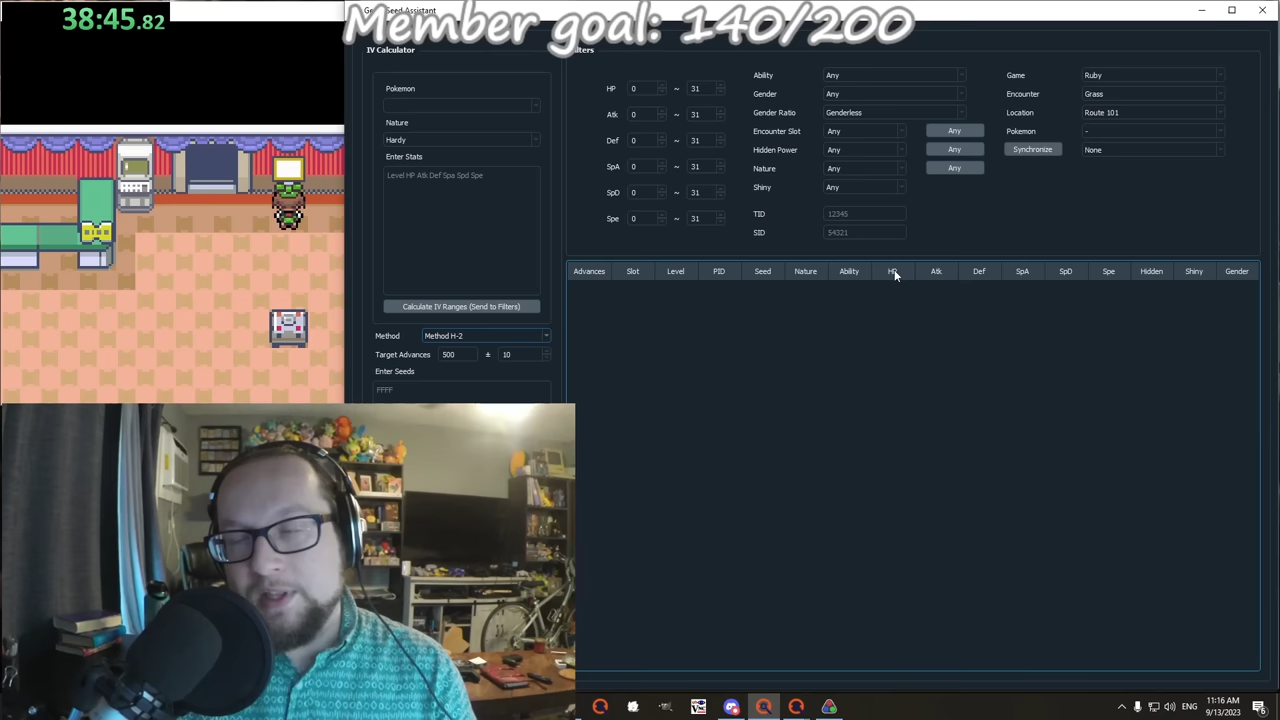 38:45.82
Member goal: 140/200
Seed Assistant
IV Calculator
Pokemon
Nature
Hardy
Enter Stats
Level HP Atk Def Spa Spd Spe
Calculate IV Ranges (Send to Filters)
Method Method H-2
Target Advances 500 ± 10
Enter Seeds
FFFF
HP 0 ~ 31
Atk 0 ~ 31
Def 0 ~ 31
SpA 0 ~ 31
SpD 0 ~ 31
Spe 0 ~ 31
Ability Any
Gender Any
Gender Ratio Genderless
Encounter Slot Any Any
Hidden Power Any Any
Nature Any Any
Shiny Any
TID 12345
SID 54321
Game Ruby
Encounter Grass
Location Route 101
Pokemon -
Synchronize None
Advances Slot Level PID Seed Nature Ability HP Atk Def SpA SpD Spe Hidden Shiny Gender
ENG
11:16 AM
9/13/2023